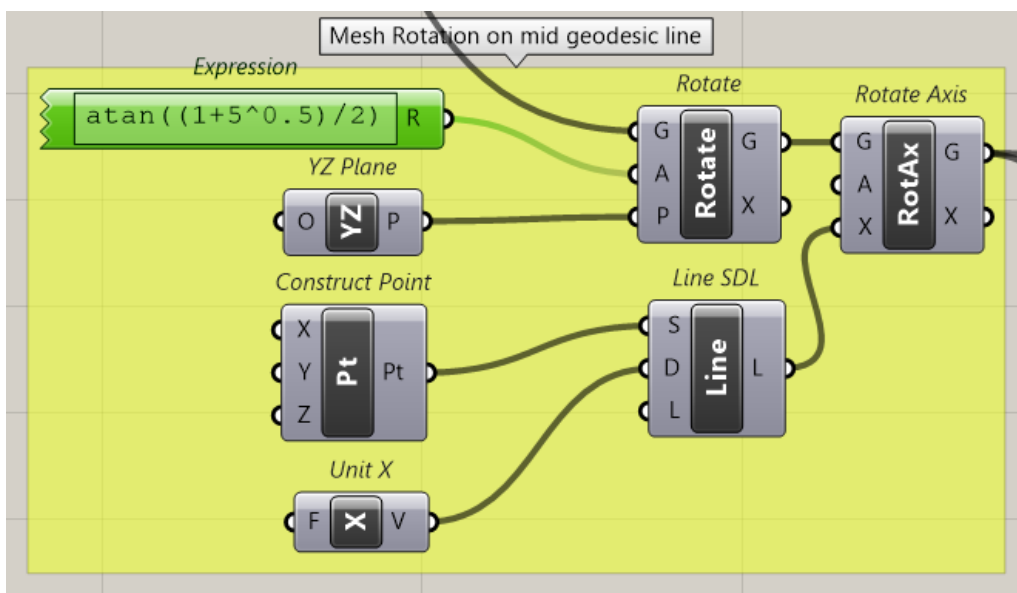 Mesh Rotation on mid geodesic line
Expression
atan((1+5^0.5)/2) R
YZ Plane
O YZ P
Construct Point
X
Y
Z
Pt
Pt
Unit X
F X V
Rotate
G
A
P
Rotate
G
X
Line SDL
S
D
L
Line
L
Rotate Axis
G
A
X
RotAx
G
X